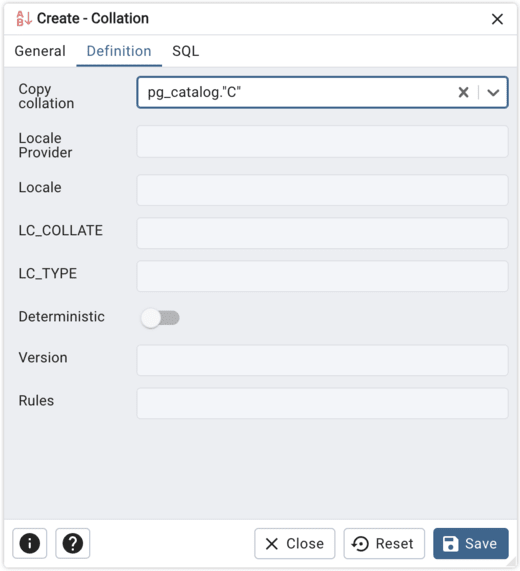 Create - Collation
General Definition SQL
Copy
collation
pg_catalog."C"
Locale
Provider
Locale
LC_COLLATE
LC_TYPE
Deterministic
Version
Rules
Close Reset Save